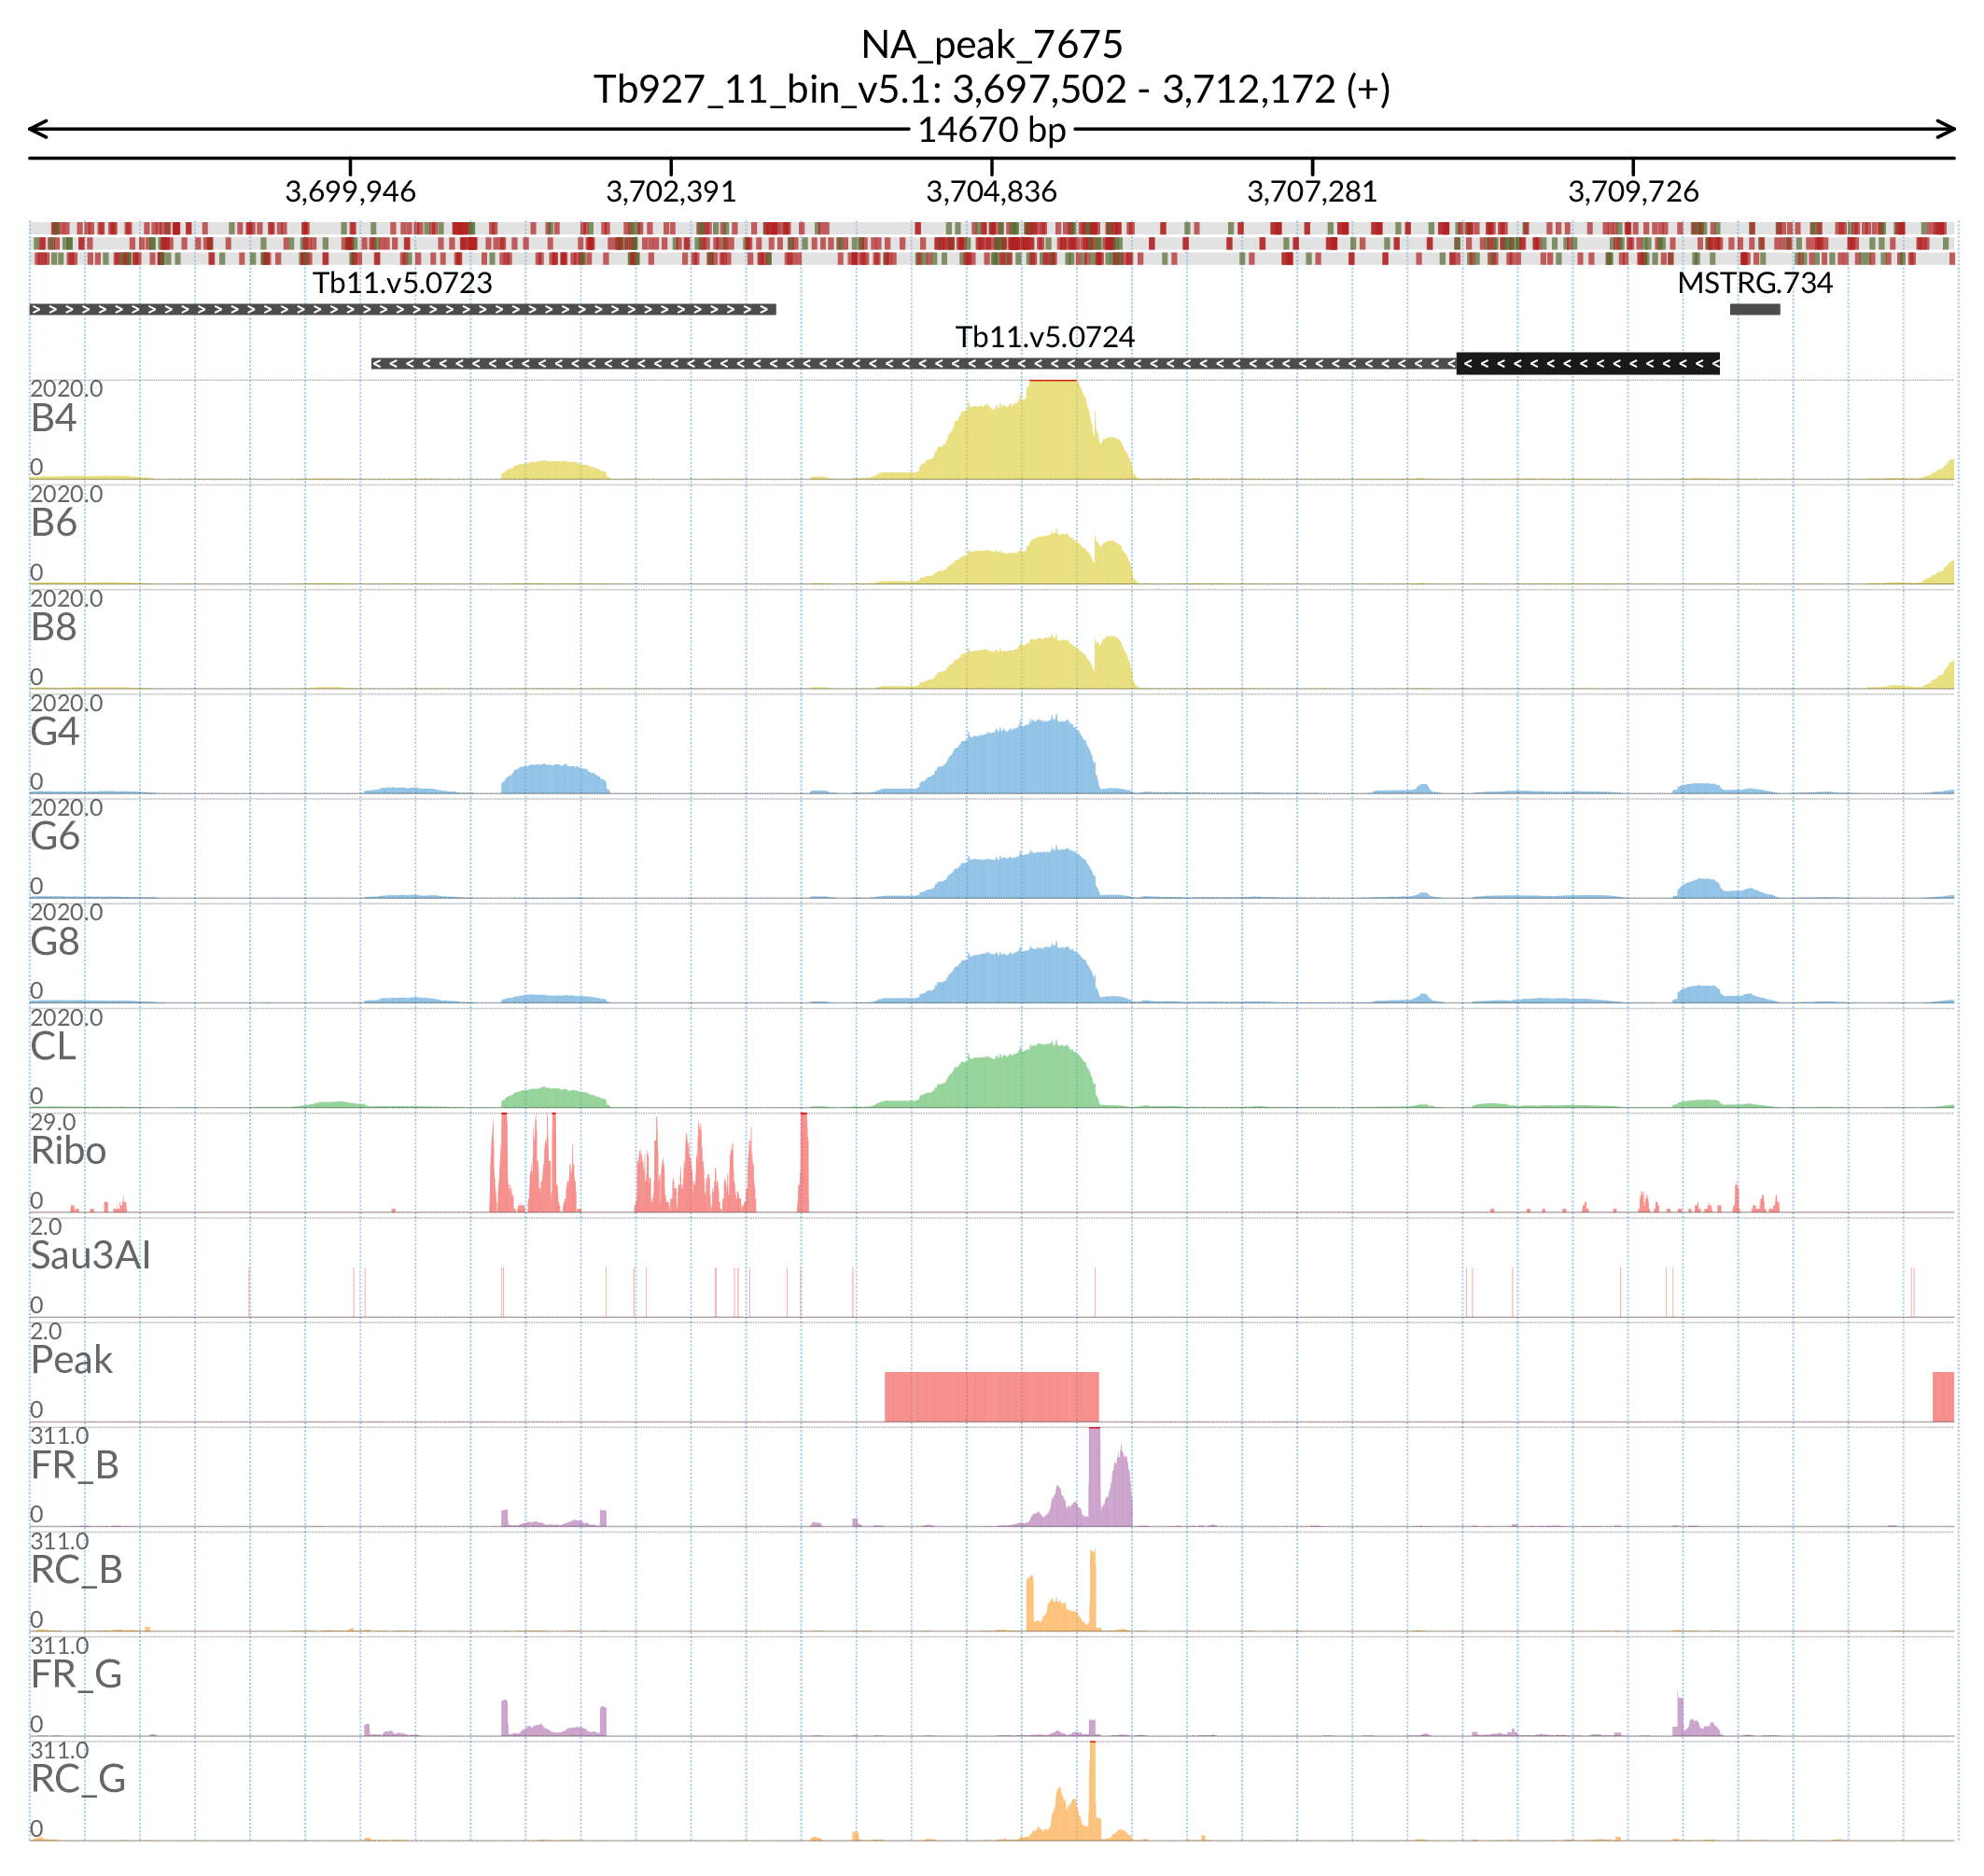 NA_peak_7675
Tb927_11_bin_v5.1: 3,697,502 - 3,712,172 (+)
14670 bp
3,699,946 3,702,391 3,704,836 3,707,281 3,709,726
Tb11.v5.0723 MSTRG.734
Tb11.v5.0724
2020.0
B4
0
2020.0
B6
0
2020.0
B8
0
2020.0
G4
0
2020.0
G6
0
2020.0
G8
0
2020.0
CL
0
29.0
Ribo
0
2.0
Sau3AI
0
2.0
Peak
0
311.0
FR_B
0
311.0
RC_B
0
311.0
FR_G
0
311.0
RC_G
0